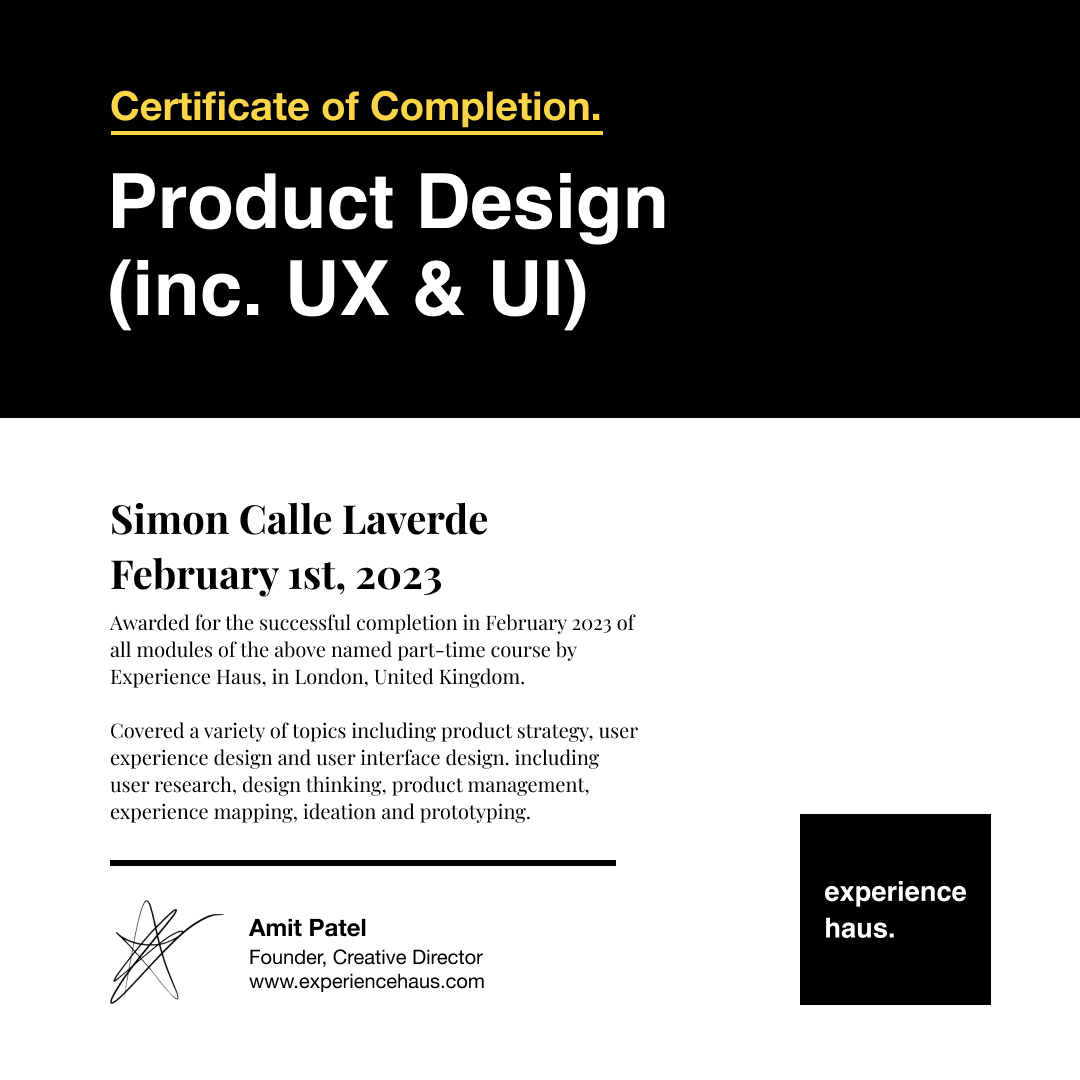 Certificate of Completion.
Product Design
(inc. UX & UI)
Simon Calle Laverde
February 1st, 2023
Awarded for the successful completion in February 2023 of
all modules of the above named part-time course by
Experience Haus, in London, United Kingdom.
Covered a variety of topics including product strategy, user
experience design and user interface design. including
user research, design thinking, product management,
experience mapping, ideation and prototyping.
Amit Patel
Founder, Creative Director
www.experiencehaus.com
experience
haus.